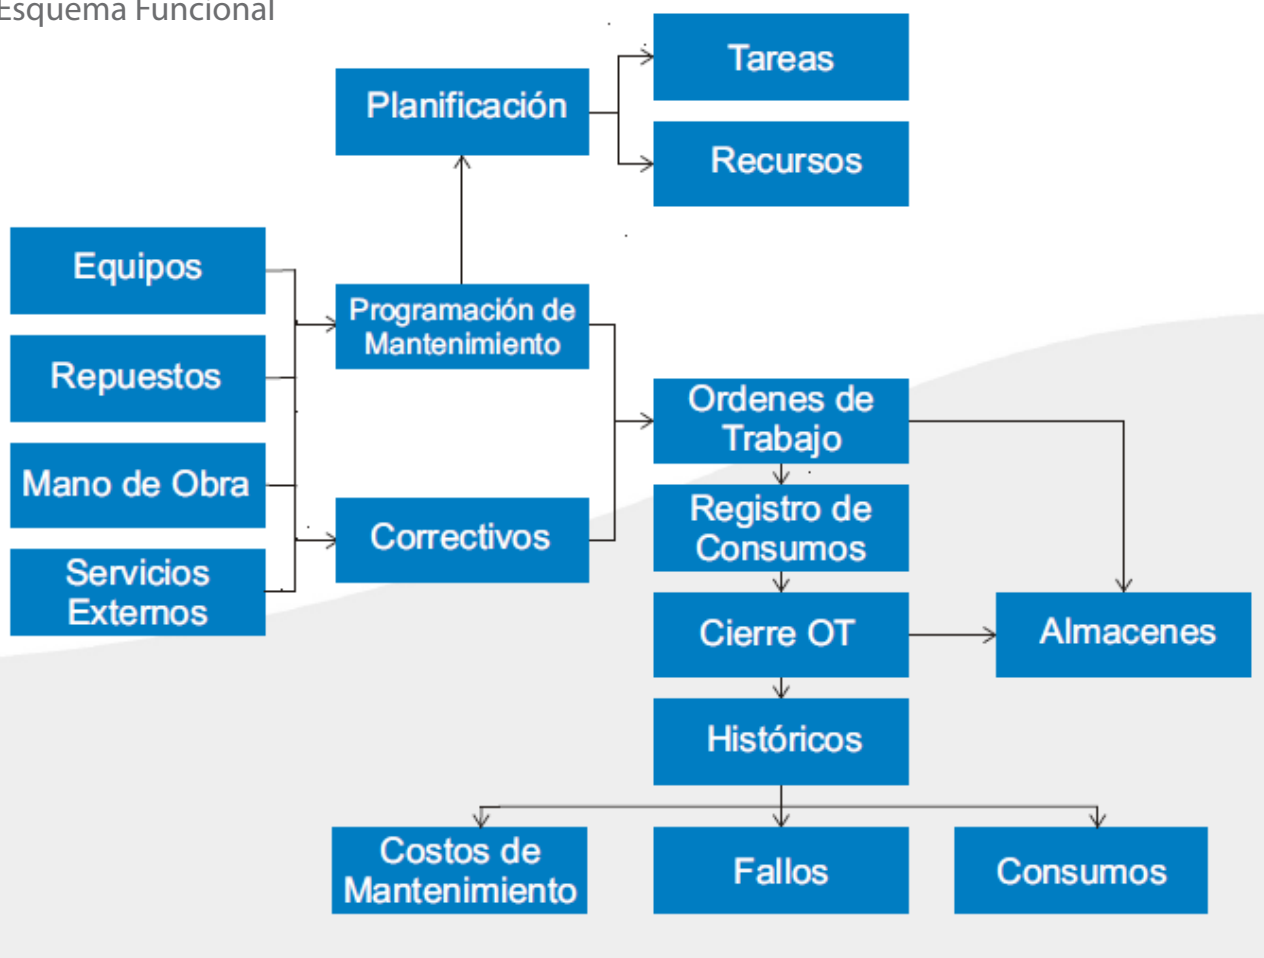 Esquema Funcional
Tareas
Planificación
Recursos
Equipos
Programación de
Mantenimiento
Repuestos
Ordenes de
Trabajo
Mano de Obra
Registro de
Consumos
Correctivos
Servicios
Externos
Cierre OT
Almacenes
Históricos
Costos de
Mantenimiento
Fallos
Consumos